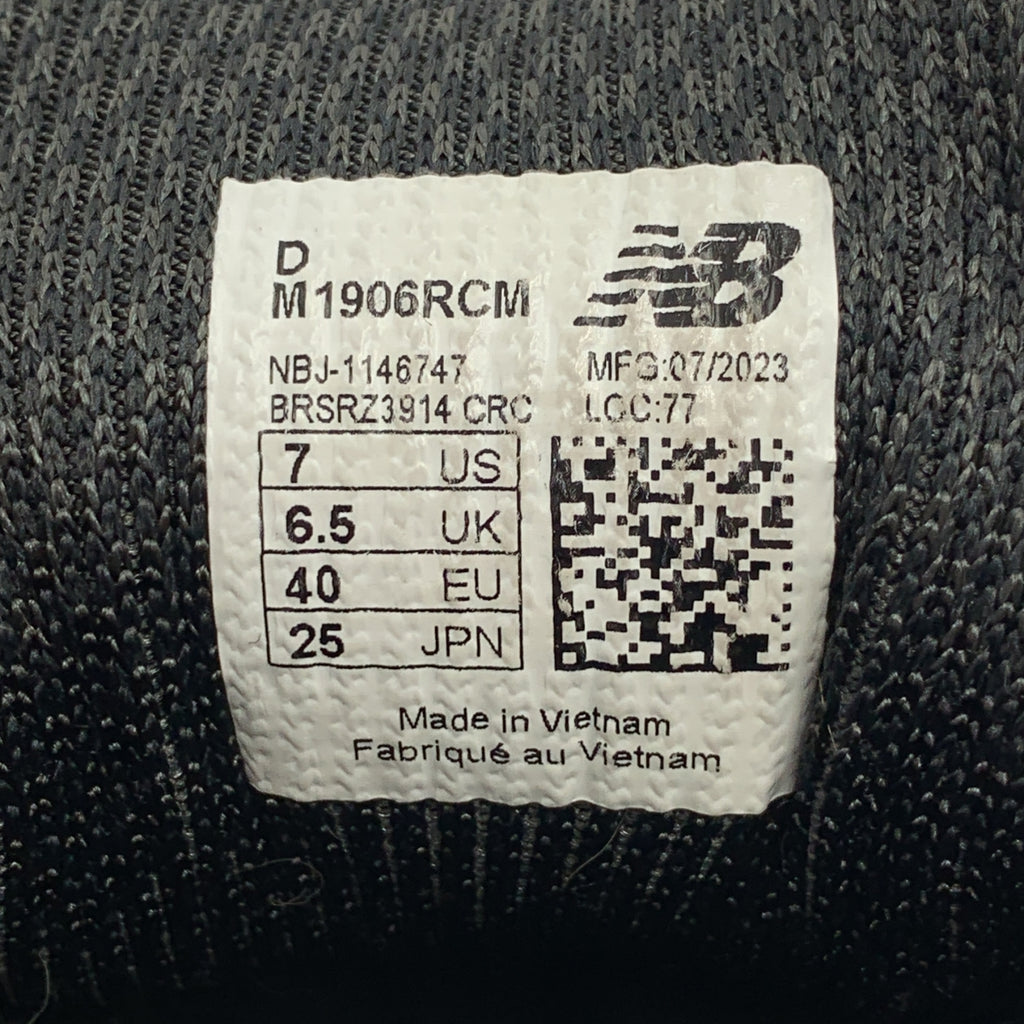 D
M1906RCM
NB
NBJ-1146747
MFG:07/2023
BRSRZ3914 CRC
LOC:77
7 US
6.5 UK
40 EU
25 JPN
Made in Vietnam
Fabriqué au Vietnam